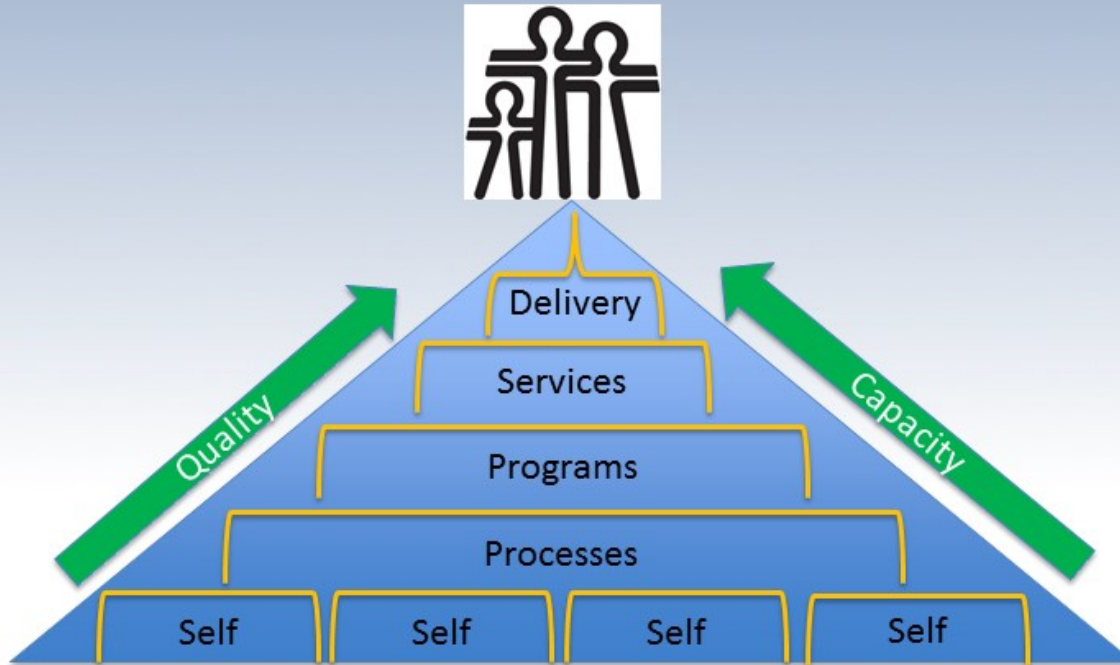 Delivery
Services
Quality
Capacity
Programs
Processes
Self Self Self Self